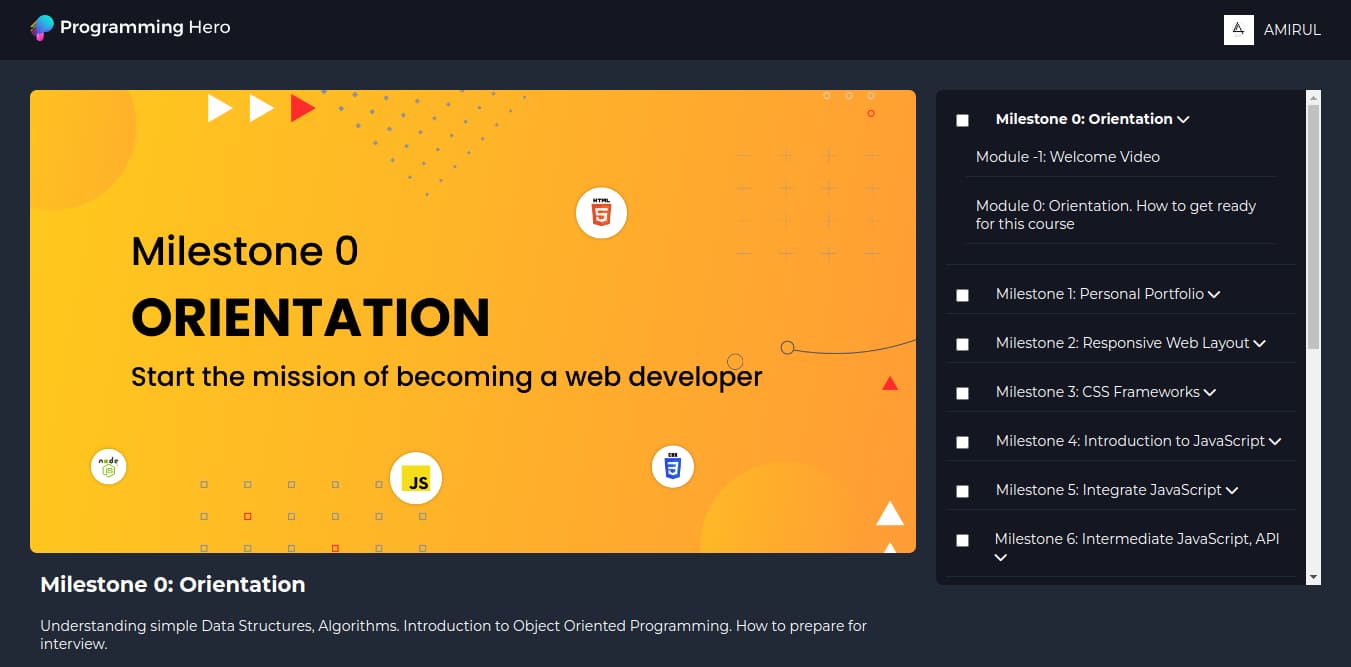 Programming Hero
AMIRUL
Milestone 0
ORIENTATION
Start the mission of becoming a web developer
HTML
5
node
JS
JS
CSS
3
Milestone 0: Orientation
Understanding simple Data Structures, Algorithms. Introduction to Object Oriented Programming. How to prepare for
interview.
Milestone 0: Orientation
Module -1: Welcome Video
Module 0: Orientation. How to get ready
for this course
Milestone 1: Personal Portfolio
Milestone 2: Responsive Web Layout
Milestone 3: CSS Frameworks
Milestone 4: Introduction to JavaScript
Milestone 5: Integrate JavaScript
Milestone 6: Intermediate JavaScript, API